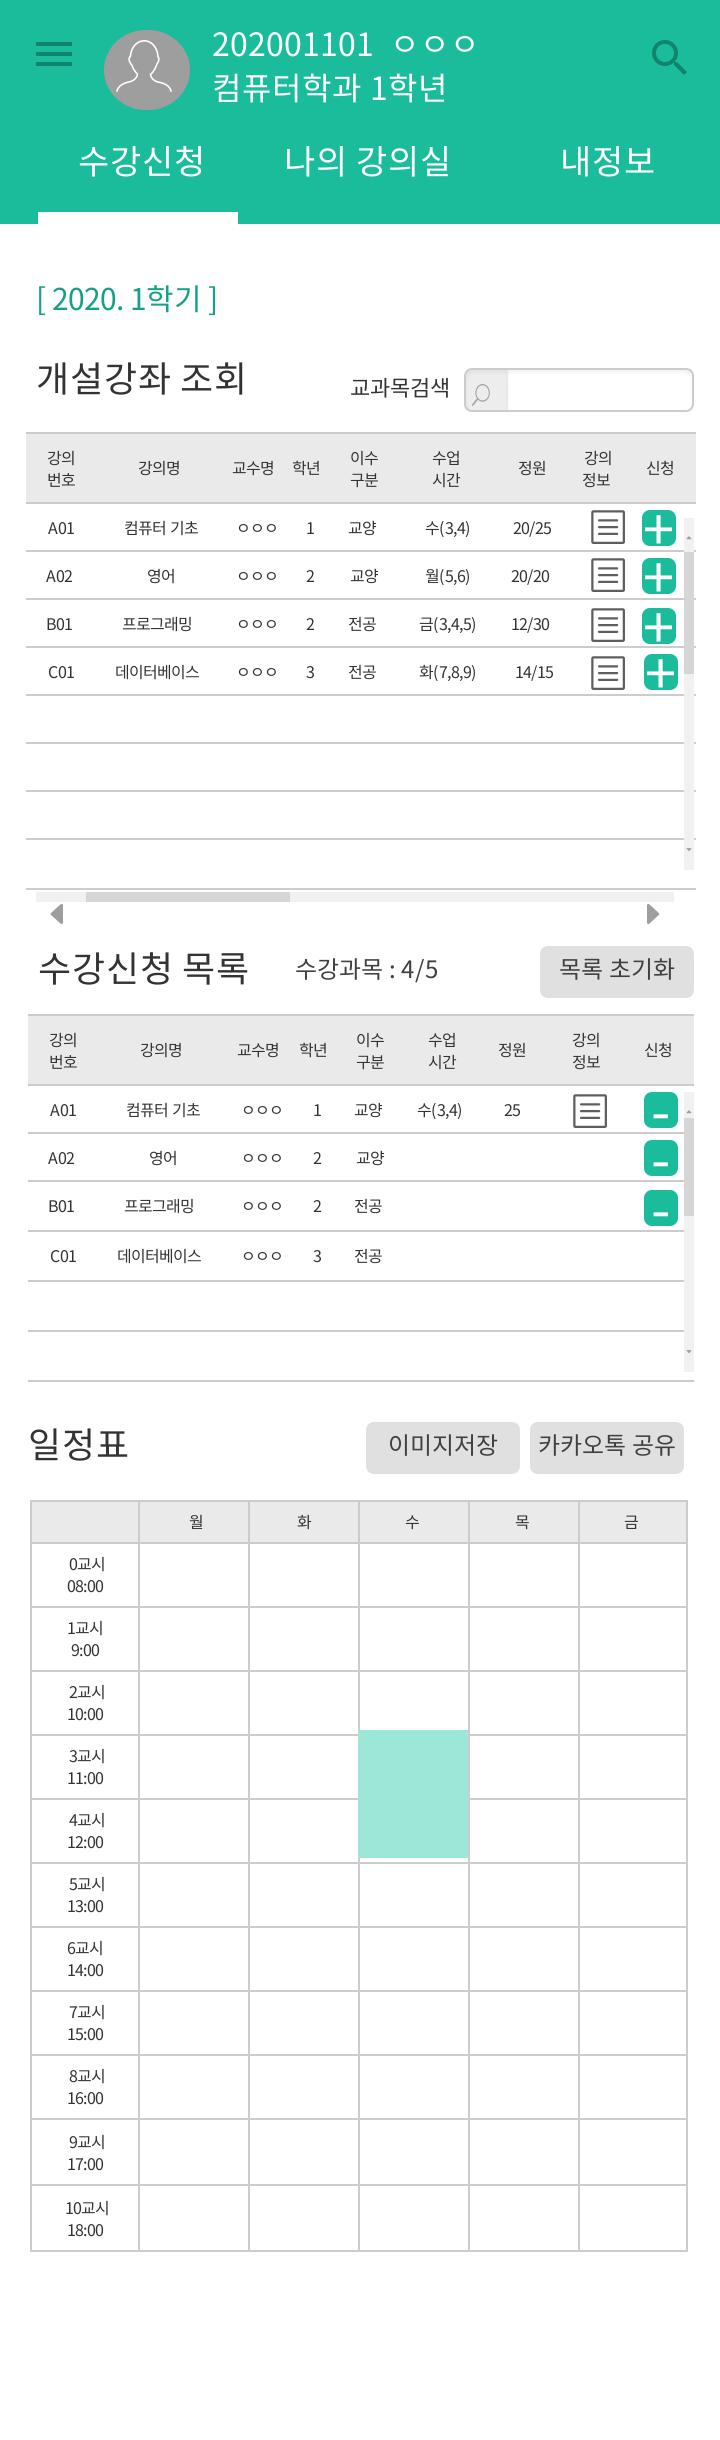 202001101 ㅇㅇㅇ
컴퓨터학과 1학년
수강신청 나의 강의실 내정보
[ 2020. 1학기 ]
개설강좌 조회 교과목검색
강의번호 강의명 교수명 학년 이수구분 수업시간 정원 강의정보 신청
A01 컴퓨터 기초 ㅇㅇㅇ 1 교양 수(3,4) 20/25
A02 영어 ㅇㅇㅇ 2 교양 월(5,6) 20/20
B01 프로그래밍 ㅇㅇㅇ 2 전공 금(3,4,5) 12/30
C01 데이터베이스 ㅇㅇㅇ 3 전공 화(7,8,9) 14/15
수강신청 목록 수강과목 : 4/5 목록 초기화
강의번호 강의명 교수명 학년 이수구분 수업시간 정원 강의정보 신청
A01 컴퓨터 기초 ㅇㅇㅇ 1 교양 수(3,4) 25
A02 영어 ㅇㅇㅇ 2 교양
B01 프로그래밍 ㅇㅇㅇ 2 전공
C01 데이터베이스 ㅇㅇㅇ 3 전공
일정표 이미지저장 카카오톡 공유
월 화 수 목 금
0교시
08:00
1교시
9:00
2교시
10:00
3교시
11:00
4교시
12:00
5교시
13:00
6교시
14:00
7교시
15:00
8교시
16:00
9교시
17:00
10교시
18:00